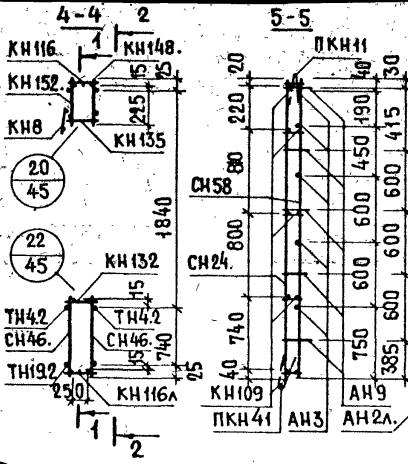 4-4
2
5-5
1
КН116.
КН148.
ПКН11
КН152.
15
25
20
40
30
225
220
190
415
КН8
КН135
450
20
45
80
600
СН58
1840
600
800
600
22
45
КН132
СН24.
600
15
600
ТН4.2
ТН4.2
СН46.
СН46.
740
740
750
385
ТН19.2
15
25
40
250
КН116л
КН109
АН9
1
ПКН41
АН3
АН2л.
2